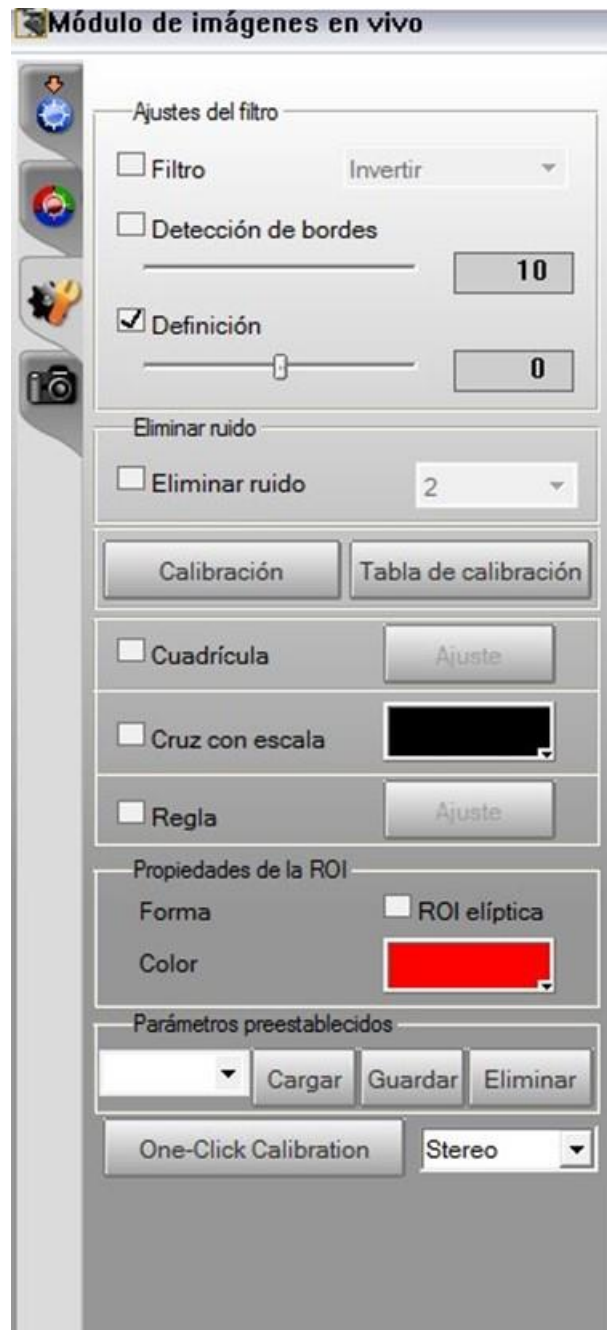 Módulo de imágenes en vivo
Ajustes del filtro
Filtro Invertir
Detección de bordes
10
Definición
0
Eliminar ruido
Eliminar ruido 2
Calibración Tabla de calibración
Cuadrícula Ajuste
Cruz con escala
Regla Ajuste
Propiedades de la ROI
Forma ROI elíptica
Color
Parámetros preestablecidos
Cargar Guardar Eliminar
One-Click Calibration Stereo